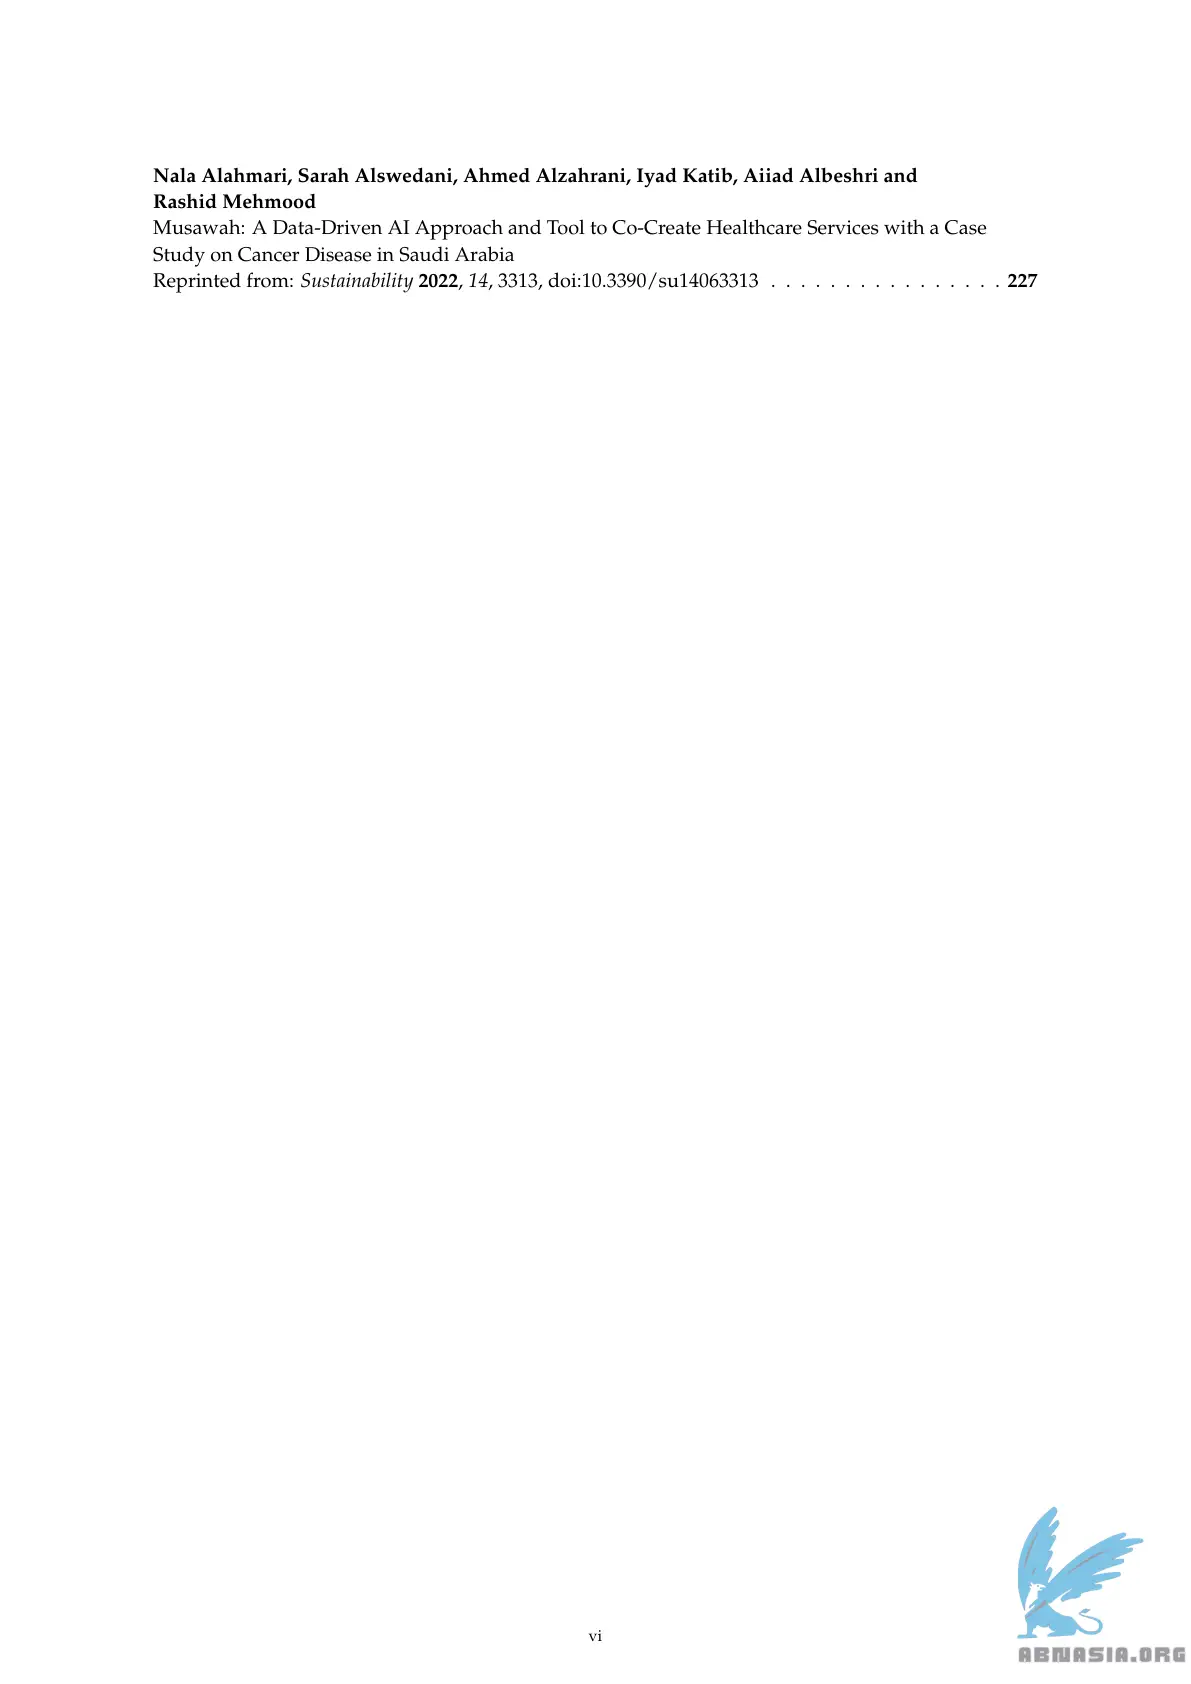 Nala Alahmari, Sarah Alswedani, Ahmed Alzahrani, Iyad Katib, Aiiad Albeshri and
Rashid Mehmood
Musawah: A Data-Driven AI Approach and Tool to Co-Create Healthcare Services with a Case
Study on Cancer Disease in Saudi Arabia
Reprinted from: Sustainability 2022, 14, 3313, doi:10.3390/su14063313 . . . . . . . . . . . . . . . . 227
vi
ABNASIA.ORG